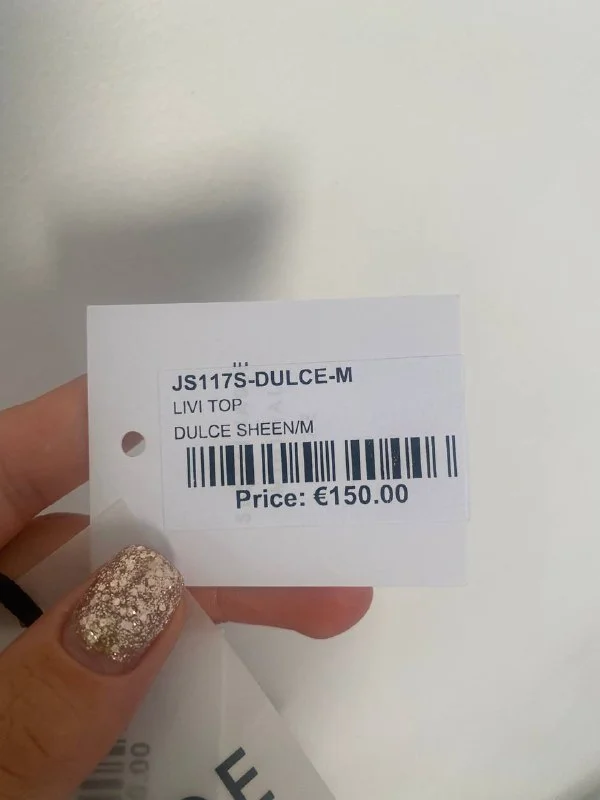 JS117S-DULCE-M
LIVI TOP
DULCE SHEEN/M
Price: €150.00